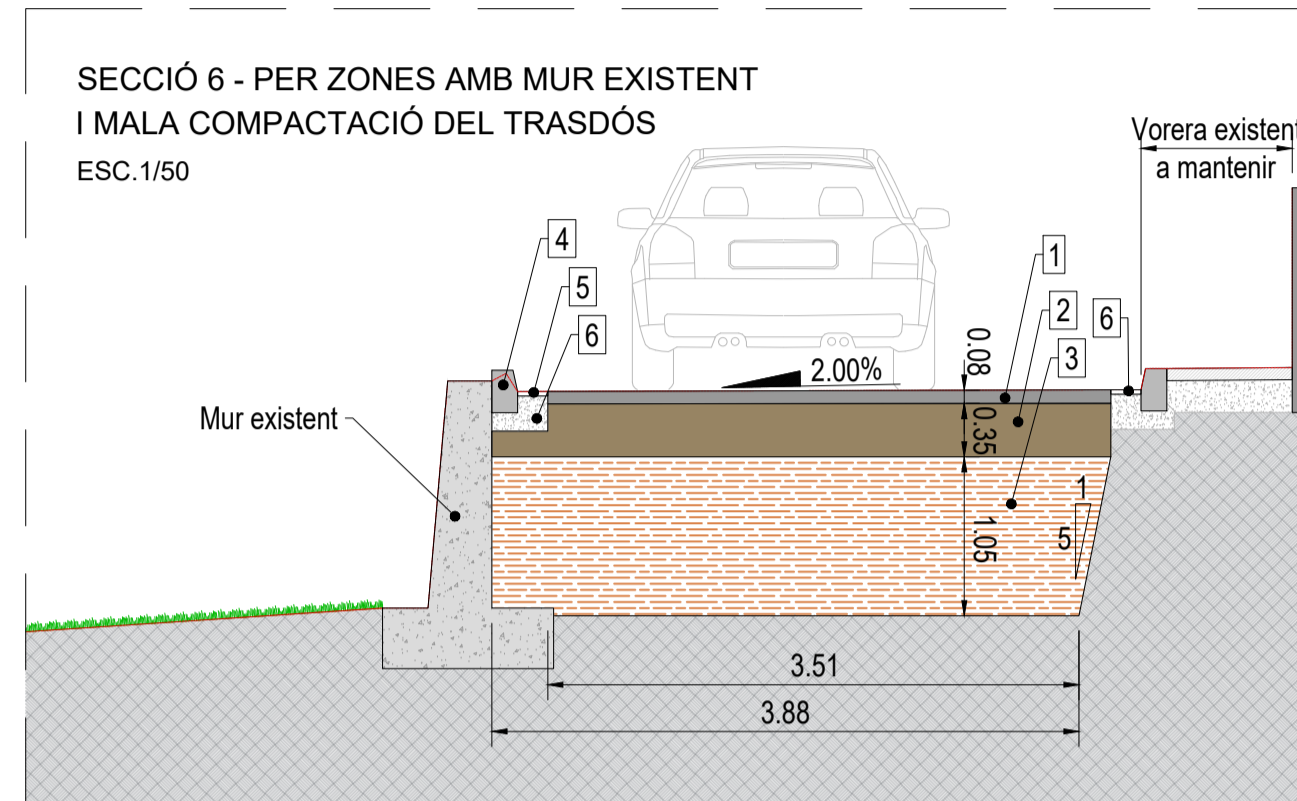 SECCIÓ 6 - PER ZONES AMB MUR EXISTENT
I MALA COMPACTACIÓ DEL TRASDÓS
ESC.1/50
Vorera existent
a mantenir
4
5
6
1
2
3
6
0.08
2.00%
Mur existent
0.35
1.05
1
5
3.51
3.88